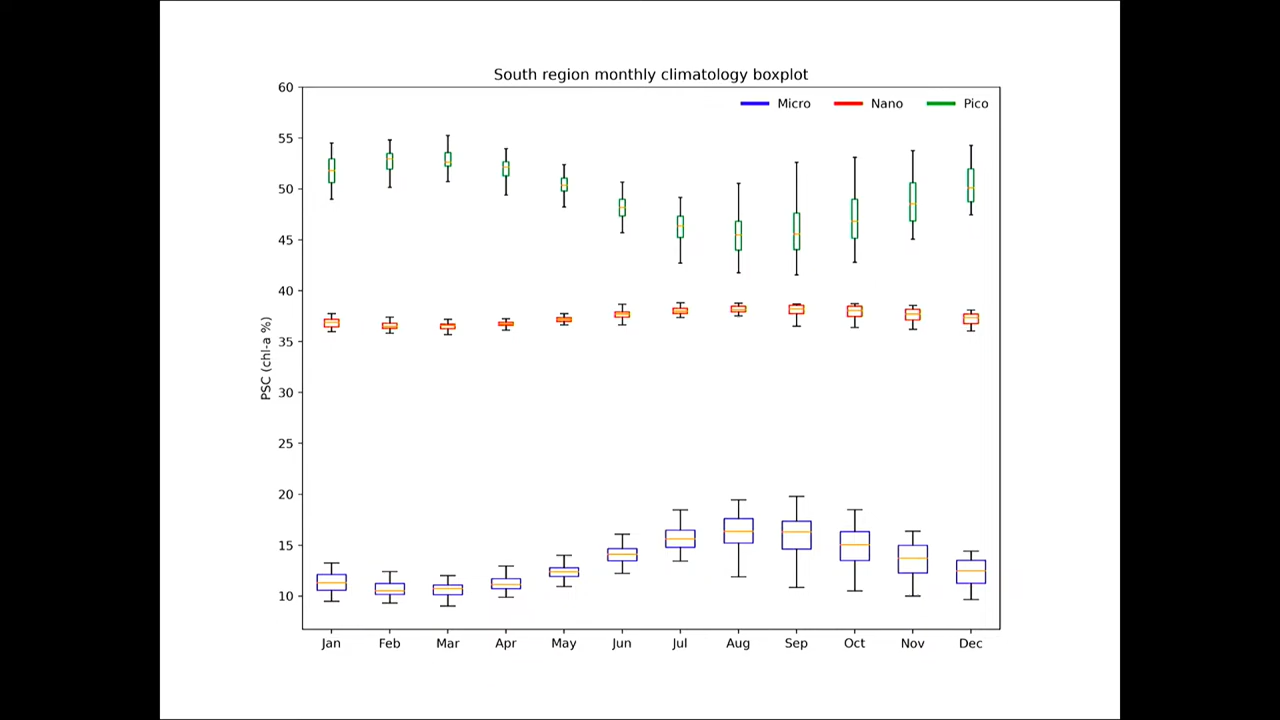 South region monthly climatology boxplot
Micro Nano Pico
60
55
50
45
40
35
30
25
20
15
10
PSC (chl-a %)
Jan Feb Mar Apr May Jun Jul Aug Sep Oct Nov Dec